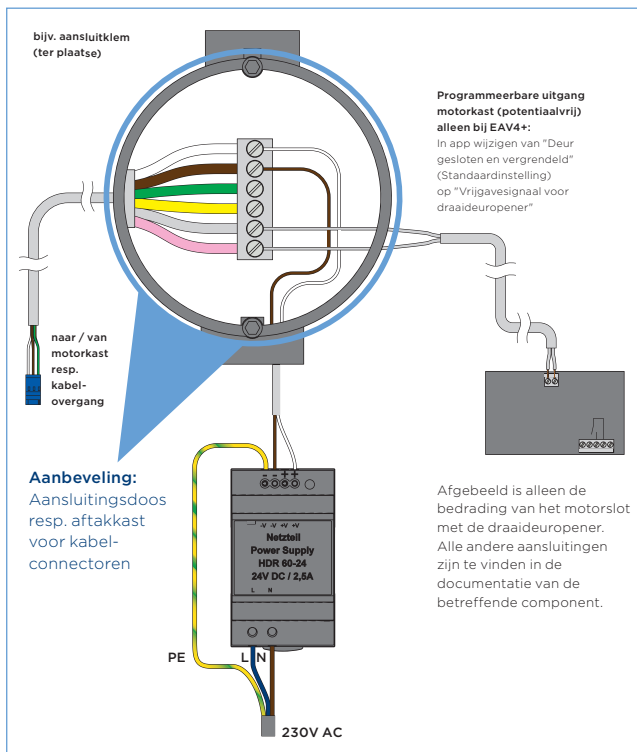 bijv. aansluitklem
(ter plaatse)
Programmeerbare uitgang
motorkast (potentiaalvrij)
alleen bij EAV4+:
In app wijzigen van "Deur
gesloten en vergrendeld"
(Standaardinstelling)
op "Vrijgavesignaal voor
draaideuropener"
naar / van
motorkast
resp.
kabel-
overgang
Aanbeveling:
Aansluitingsdoos
resp. aftakkast
voor kabel-
connectoren
- - + +
-V -V +V +V
Netzteil
Power Supply
HDR 60-24
24V DC / 2,5A
L N
PE
L N
230V AC
Afgebeeld is alleen de
bedrading van het motorslot
met de draaideuropener.
Alle andere aansluitingen
zijn te vinden in de
documentatie van de
betreffende component.